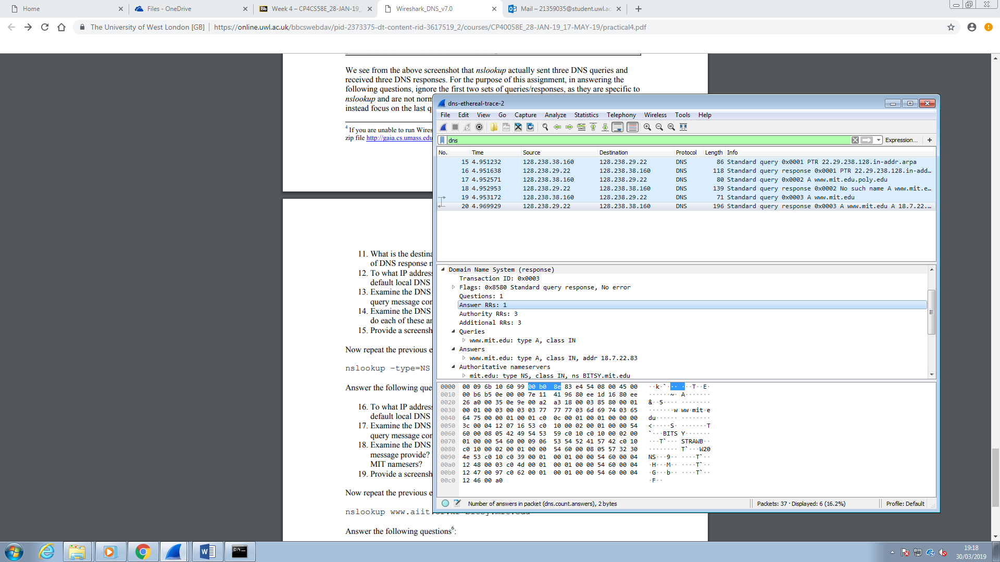 Home
Files - OneDrive
Bb Week 4 – CP4CS58E_28-JAN-19_
Wireshark_DNS_v7.0
Mail – 21359035@student.uwl.ac
The University of West London [GB] | https://online.uwl.ac.uk/bbcswebdav/pid-2373375-dt-content-rid-3617519_2/courses/CP40058E_28-JAN-19_17-MAY-19/practical4.pdf
We see from the above screenshot that nslookup actually sent three DNS queries and
received three DNS responses. For the purpose of this assignment, in answering the
following questions, ignore the first two sets of queries/responses, as they are specific to
nslookup and are not norm
instead focus on the last q
4 If you are unable to run Wires
zip file http://gaia.cs.umass.edu
11. What is the destina
of DNS response m
12. To what IP address
default local DNS
13. Examine the DNS
query message con
14. Examine the DNS
do each of these an
15. Provide a screensh
Now repeat the previous e
nslookup –type=NS
Answer the following que
16. To what IP address
default local DNS
17. Examine the DNS
query message con
18. Examine the DNS
message provide?
MIT namesers?
19. Provide a screensh
Now repeat the previous e
nslookup www.aiit.or.kr bitsy.mit.edu
Answer the following questions6:
dns-ethereal-trace-2
File Edit View Go Capture Analyze Statistics Telephony Wireless Tools Help
dns
Expression... +
No. Time Source Destination Protocol Length Info
15 4.951232 128.238.38.160 128.238.29.22 DNS 86 Standard query 0x0001 PTR 22.29.238.128.in-addr.arpa
16 4.951638 128.238.29.22 128.238.38.160 DNS 118 Standard query response 0x0001 PTR 22.29.238.128.in-add…
17 4.952571 128.238.38.160 128.238.29.22 DNS 80 Standard query 0x0002 A www.mit.edu.poly.edu
18 4.952953 128.238.29.22 128.238.38.160 DNS 139 Standard query response 0x0002 No such name A www.mit.e…
19 4.953172 128.238.38.160 128.238.29.22 DNS 71 Standard query 0x0003 A www.mit.edu
20 4.969929 128.238.29.22 128.238.38.160 DNS 196 Standard query response 0x0003 A www.mit.edu A 18.7.22.…
Domain Name System (response)
Transaction ID: 0x0003
Flags: 0x8580 Standard query response, No error
Questions: 1
Answer RRs: 1
Authority RRs: 3
Additional RRs: 3
Queries
www.mit.edu: type A, class IN
Answers
www.mit.edu: type A, class IN, addr 18.7.22.83
Authoritative nameservers
mit.edu: type NS, class IN, ns BITSY.mit.edu
0000 00 09 6b 10 60 99 00 b0 8e 83 e4 54 08 00 45 00 ··k·`··· ···T··E·
0010 00 b6 b5 0e 00 00 7e 11 41 96 80 ee 1d 16 80 ee ······~· A·······
0020 26 a0 00 35 0e 9e 00 a2 a3 18 00 03 85 80 00 01 &··5···· ········
0030 00 01 00 03 00 03 03 77 77 77 03 6d 69 74 03 65 ·······w ww·mit·e
0040 64 75 00 00 01 00 01 c0 0c 00 01 00 01 00 00 00 du······ ········
0050 3c 00 04 12 07 16 53 c0 10 00 02 00 01 00 00 54 <·····S· ·······T
0060 60 00 08 05 42 49 54 53 59 c0 10 c0 10 00 02 00 `···BITS Y·······
0070 01 00 00 54 60 00 09 06 53 54 52 41 57 42 c0 10 ···T`··· STRAWB··
0080 c0 10 00 02 00 01 00 00 54 60 00 08 05 57 32 30 ········ T`···W20
0090 4e 53 c0 10 c0 39 00 01 00 01 00 00 54 60 00 04 NS···9·· ····T`··
00a0 12 48 00 03 c0 4d 00 01 00 01 00 00 54 60 00 04 ·H···M·· ····T`··
00b0 12 47 00 97 c0 62 00 01 00 01 00 00 54 60 00 04 ·G···b·· ····T`··
00c0 12 46 00 a0 ·F··
Number of answers in packet (dns.count.answers), 2 bytes
Packets: 37 · Displayed: 6 (16.2%)
Profile: Default
19:18
30/03/2019